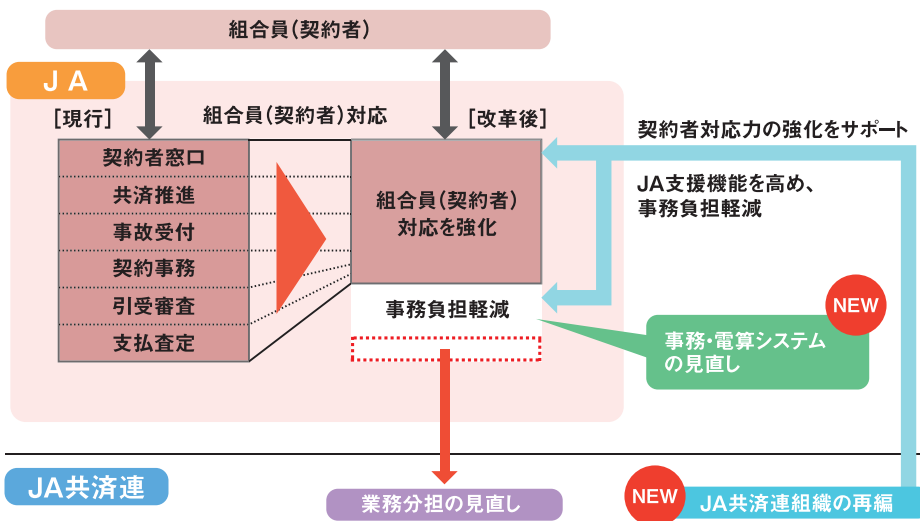 組合員（契約者）
JA
［現行］
組合員（契約者）対応
［改革後］
契約者窓口
共済推進
事故受付
契約事務
引受審査
支払査定
組合員（契約者）
対応を強化
事務負担軽減
契約者対応力の強化をサポート
JA支援機能を高め、
事務負担軽減
NEW
事務・電算システム
の見直し
JA共済連
業務分担の見直し
NEW
JA共済連組織の再編